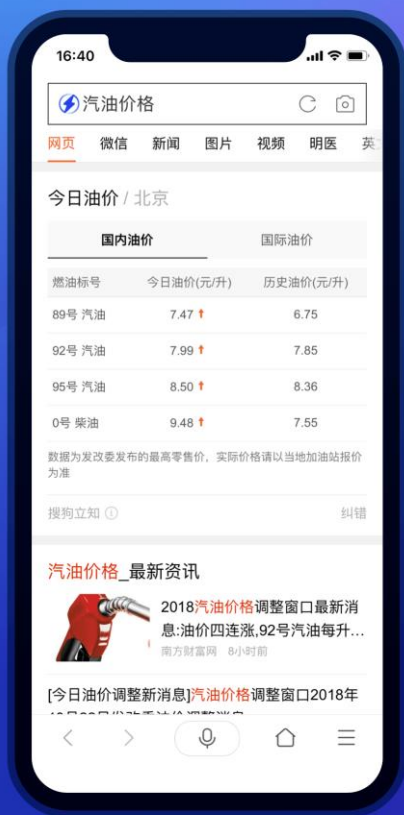 16:40
汽油价格
网页 微信 新闻 图片 视频 明医 英
今日油价 / 北京
国内油价 国际油价
燃油标号 今日油价(元/升) 历史油价(元/升)
89号 汽油 7.47 ↑ 6.75
92号 汽油 7.99 ↑ 7.85
95号 汽油 8.50 ↑ 8.36
0号 柴油 9.48 ↑ 7.55
数据为发改委发布的最高零售价，实际价格请以当地加油站报价
为准
搜狗立知 纠错
汽油价格_最新资讯
2018汽油价格调整窗口最新消
息:油价四连涨,92号汽油每升...
南方财富网 8小时前
[今日油价调整新消息]汽油价格调整窗口2018年